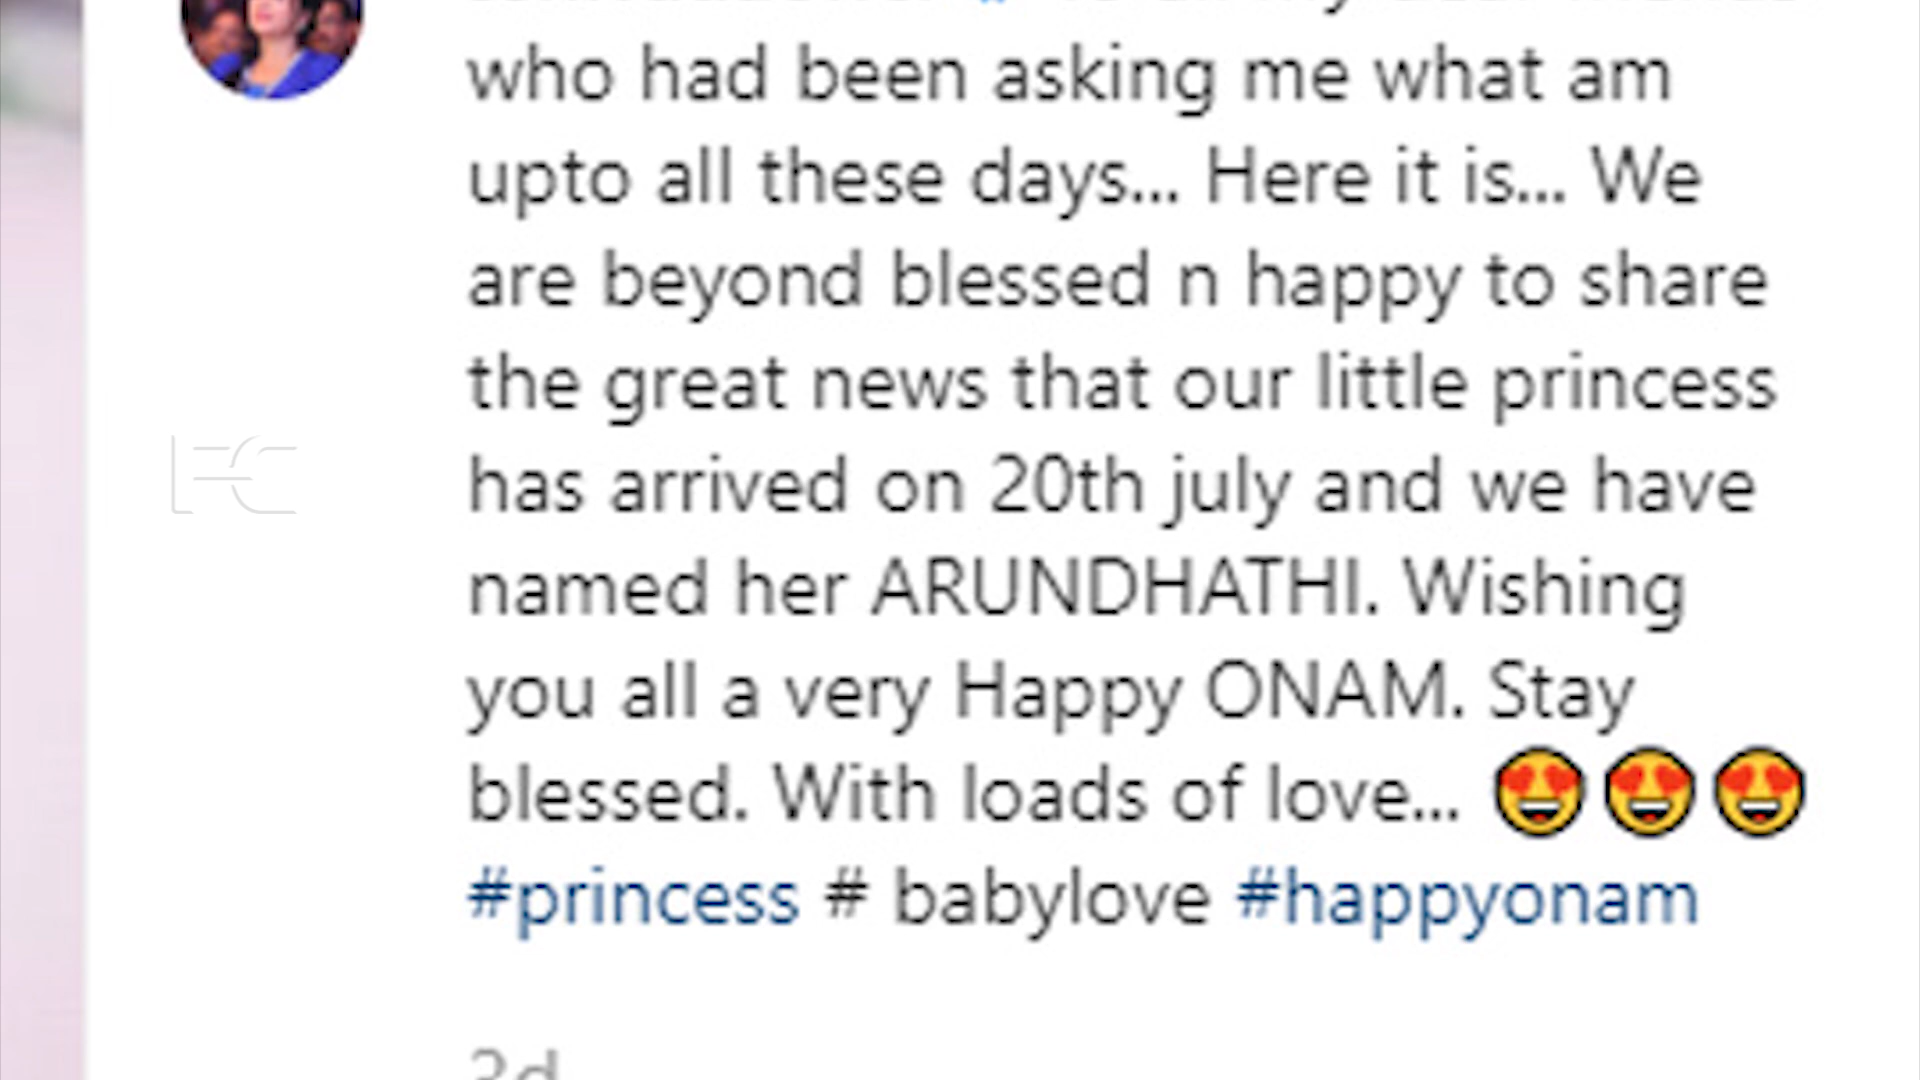 who had been asking me what am
upto all these days... Here it is... We
are beyond blessed n happy to share
the great news that our little princess
has arrived on 20th july and we have
named her ARUNDHATHI. Wishing
you all a very Happy ONAM. Stay
blessed. With loads of love... 😍😍😍
#princess # babylove #happyonam
FC